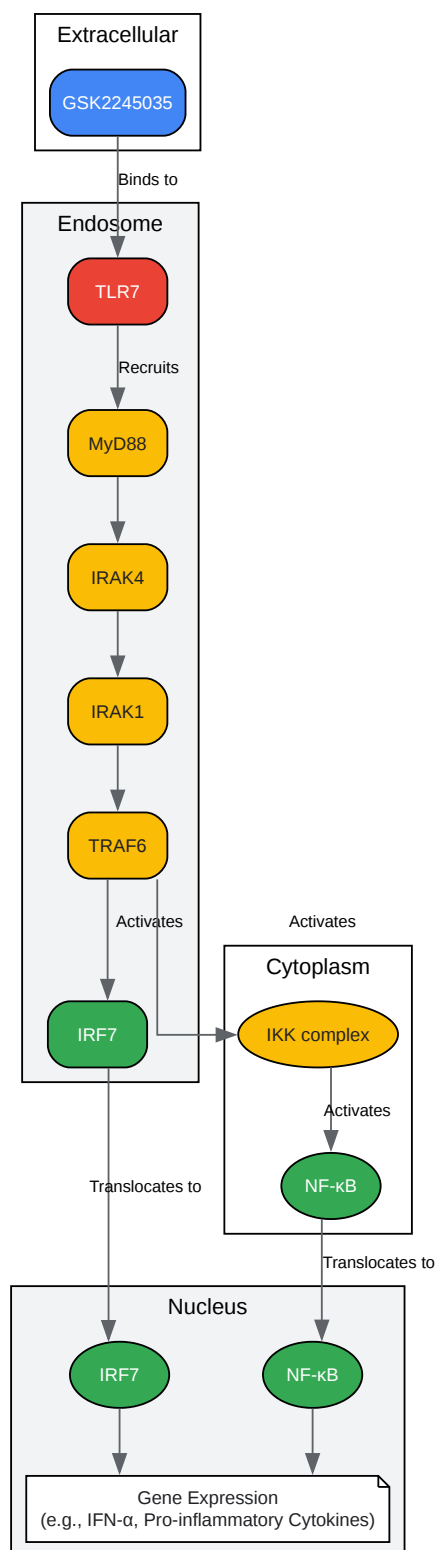 Extracellular
GSK2245035
Binds to
Endosome
TLR7
Recruits
MyD88
IRAK4
IRAK1
TRAF6
Activates
Activates
Cytoplasm
IRF7
IKK complex
Activates
NF-κB
Translocates to
Translocates to
Nucleus
IRF7
NF-κB
Gene Expression
(e.g., IFN-α, Pro-inflammatory Cytokines)